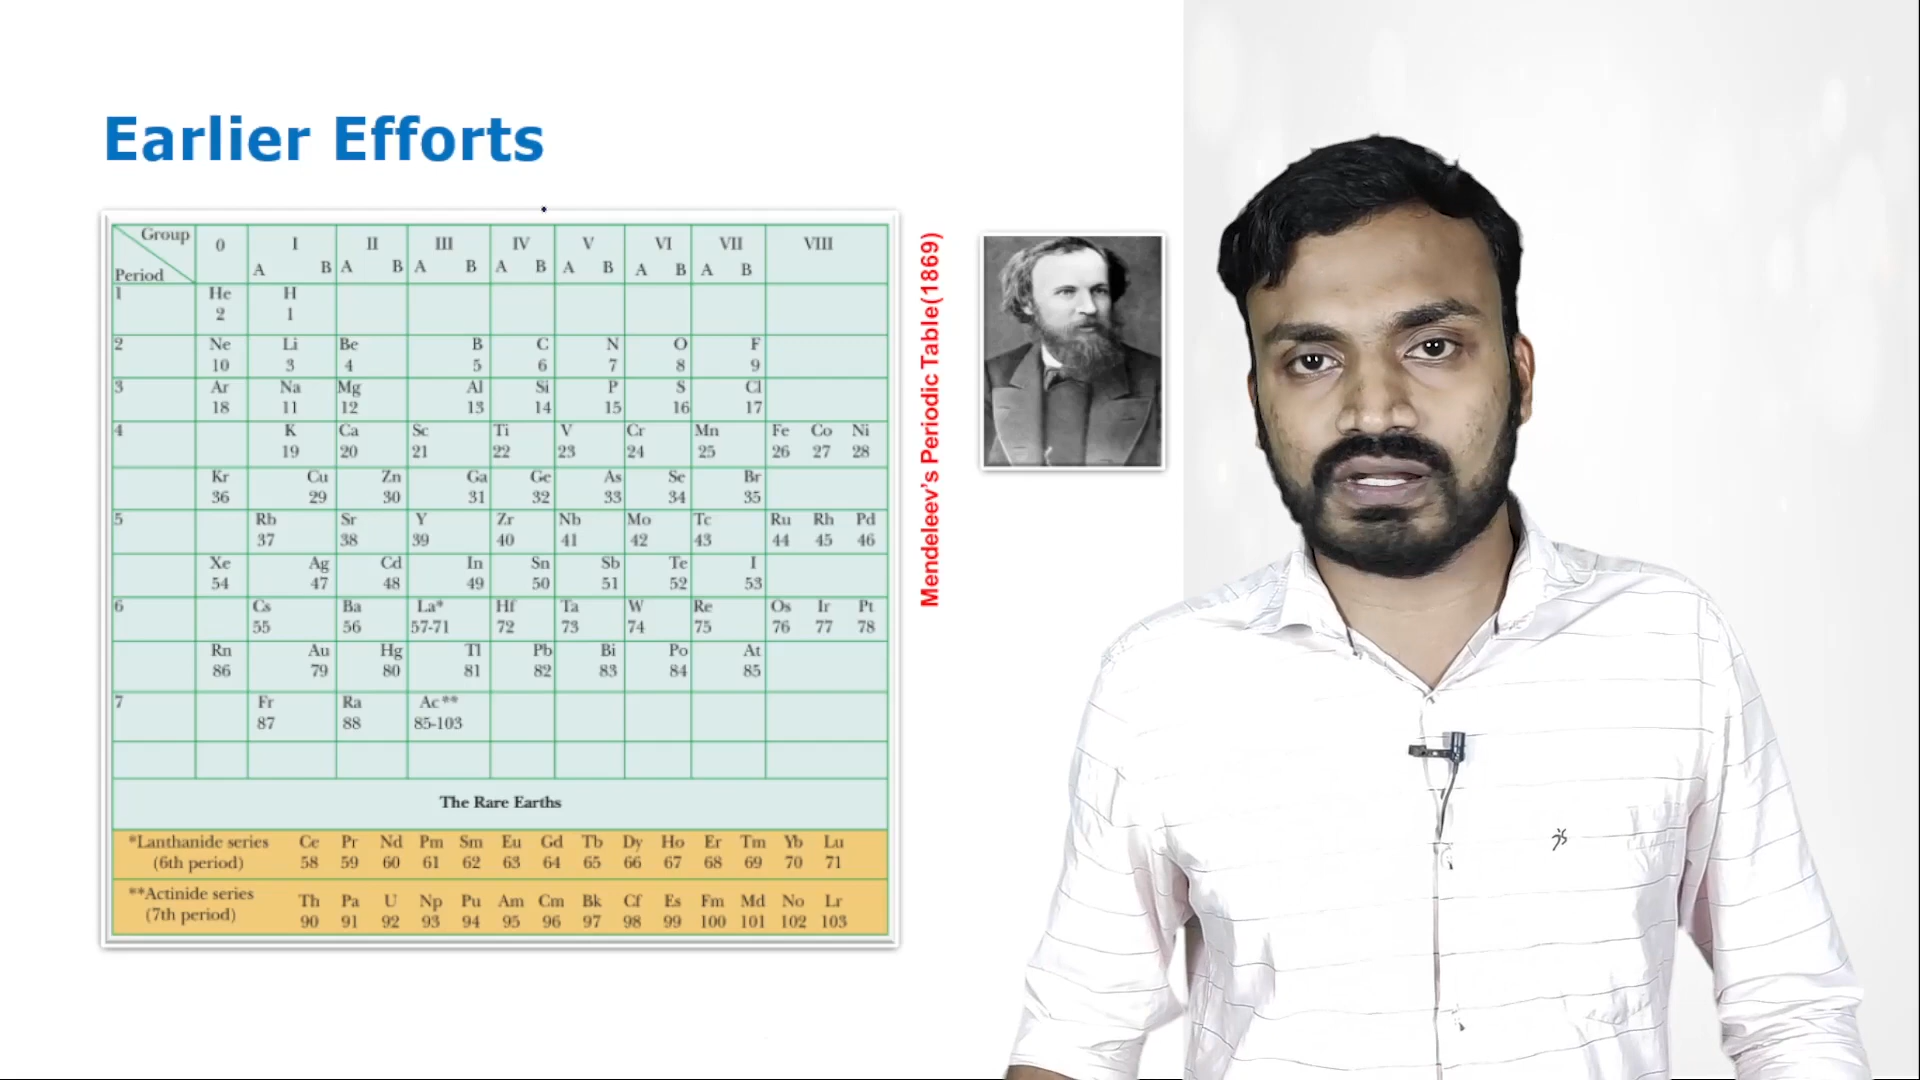 Earlier Efforts
Group 0 I II III IV V VI VII VIII
Period A B A B A B A B A B A B A B
1 He H
2 1
2 Ne Li Be B C N O F
10 3 4 5 6 7 8 9
3 Ar Na Mg Al Si P S Cl
18 11 12 13 14 15 16 17
4 K Ca Sc Ti V Cr Mn Fe Co Ni
19 20 21 22 23 24 25 26 27 28
Kr Cu Zn Ga Ge As Se Br
36 29 30 31 32 33 34 35
5 Rb Sr Y Zr Nb Mo Tc Ru Rh Pd
37 38 39 40 41 42 43 44 45 46
Xe Ag Cd In Sn Sb Te I
54 47 48 49 50 51 52 53
6 Cs Ba La* Hf Ta W Re Os Ir Pt
55 56 57-71 72 73 74 75 76 77 78
Rn Au Hg Tl Pb Bi Po At
86 79 80 81 82 83 84 85
7 Fr Ra Ac**
87 88 85-103
The Rare Earths
*Lanthanide series Ce Pr Nd Pm Sm Eu Gd Tb Dy Ho Er Tm Yb Lu
(6th period) 58 59 60 61 62 63 64 65 66 67 68 69 70 71
**Actinide series Th Pa U Np Pu Am Cm Bk Cf Es Fm Md No Lr
(7th period) 90 91 92 93 94 95 96 97 98 99 100 101 102 103
Mendeleev's Periodic Table(1869)